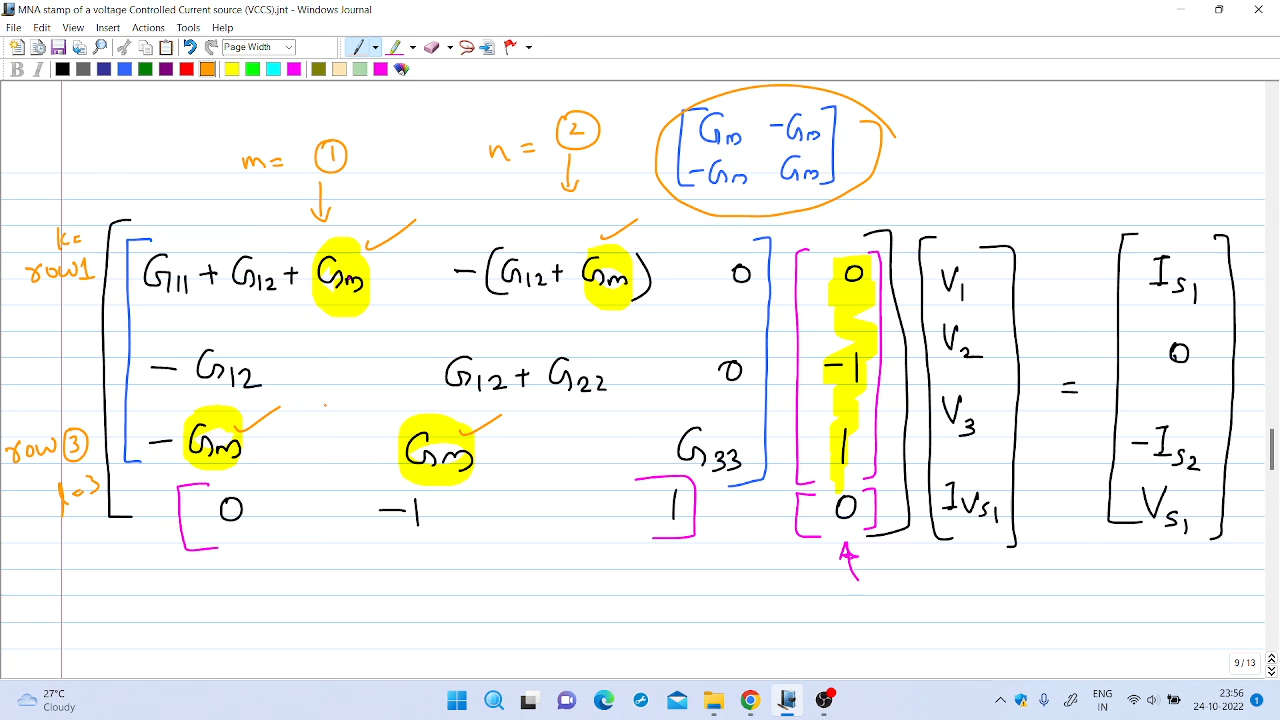 MNA stamp of a voltage Controlled Current source (VCCS).jnt - Windows Journal
File Edit View Insert Actions Tools Help
Page Width
B I
m = 1
n = 2
Gm -Gm
-Gm Gm
k=
row1
G11 + G12 + Gm -(G12 + Gm) 0 0 V1 IS1
-G12 G12 + G22 0 -1 V2 = 0
row 3 -Gm Gm G33 1 V3 -IS2
l=3
0 -1 1 0 IVS1 VS1
9 / 13
27°C
Cloudy
ENG
IN
23:56
24-10-2022
1